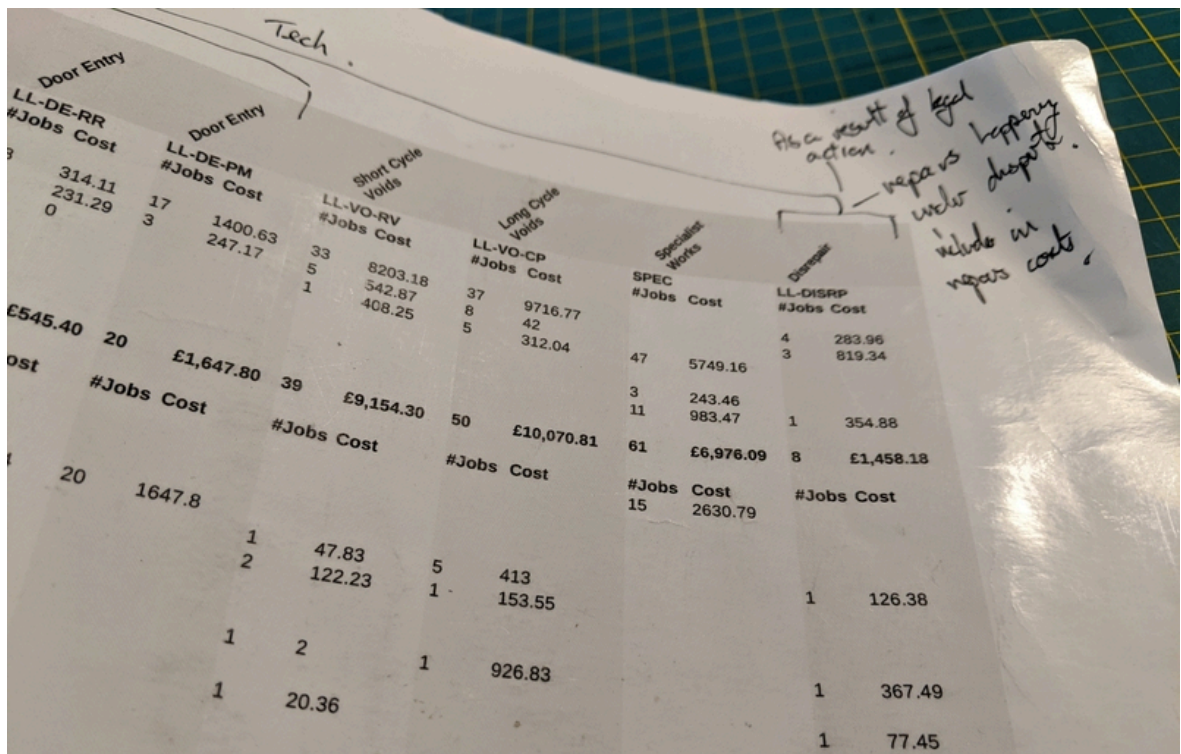 Tech.
As a result of legal
action.
repairs happening
under dispute.
include in
repairs costs.
Door Entry Door Entry Short Cycle Voids Long Cycle Voids Specialist Works Disrepair
LL-DE-RR LL-DE-PM LL-VO-RV LL-VO-CP SPEC LL-DISRP
#Jobs Cost #Jobs Cost #Jobs Cost #Jobs Cost #Jobs Cost #Jobs Cost
314.11 17 1400.63 33 8203.18 37 9716.77 4 283.96
231.29 3 247.17 5 542.87 8 42 47 5749.16 3 819.34
0 1 408.25 5 312.04
3 243.46
11 983.47 1 354.88
£545.40 20 £1,647.80 39 £9,154.30 50 £10,070.81 61 £6,976.09 8 £1,458.18
ost #Jobs Cost #Jobs Cost #Jobs Cost #Jobs Cost #Jobs Cost
20 1647.8 15 2630.79
1 47.83 5 413
2 122.23 1 153.55 1 126.38
1 2 1 926.83
1 20.36 1 367.49
1 77.45